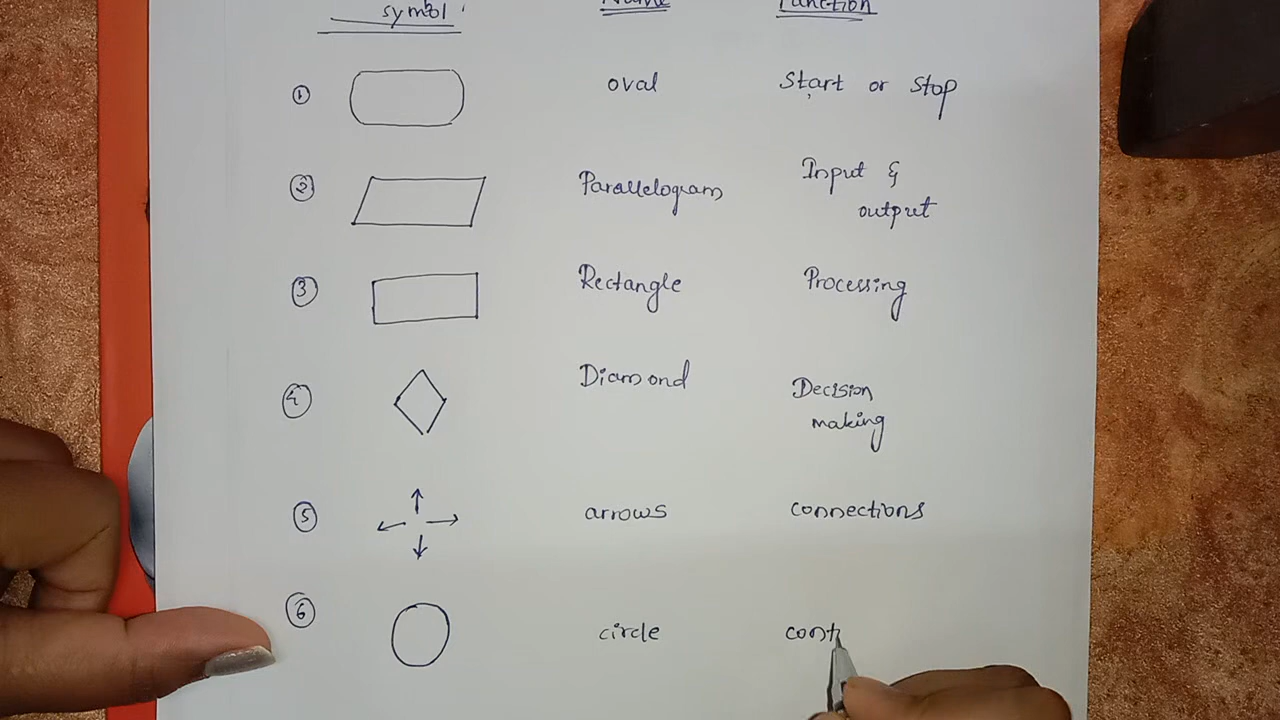 symbol Name Function
① oval Start or Stop
② Parallelogram Input &
output
③ Rectangle Processing
④ Diamond Decision
making
⑤ arrows connections
⑥ circle cont